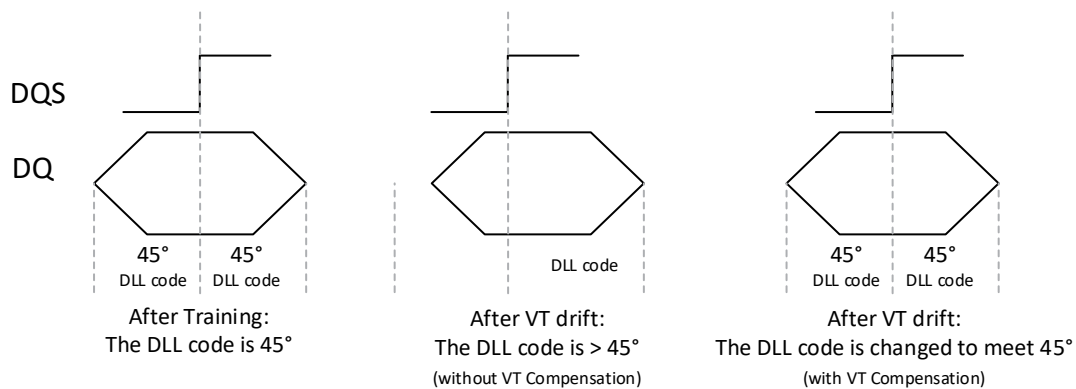 DQS
DQ
45° 45°
DLL code DLL code
DLL code
45° 45°
DLL code DLL code
After Training:
The DLL code is 45°
After VT drift:
The DLL code is > 45°
(without VT Compensation)
After VT drift:
The DLL code is changed to meet 45°
(with VT Compensation)